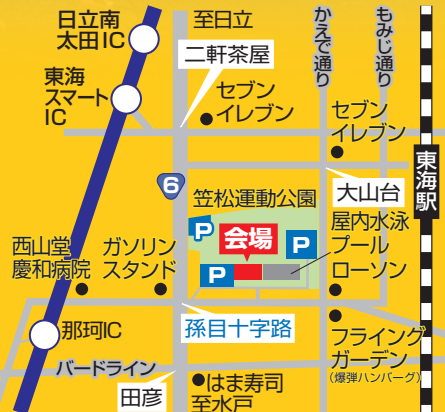 日立南
太田IC
至日立
かえで通り
もみじ通り
二軒茶屋
東海
スマート
IC
セブン
イレブン
セブン
イレブン
東海駅
6
大山台
笠松運動公園
P
会場
P
P
屋内水泳
プール
西山堂
慶和病院
ガソリン
スタンド
ローソン
那珂IC
孫目十字路
フライング
ガーデン
(爆弾ハンバーグ)
バードライン
田彦
はま寿司
至水戸